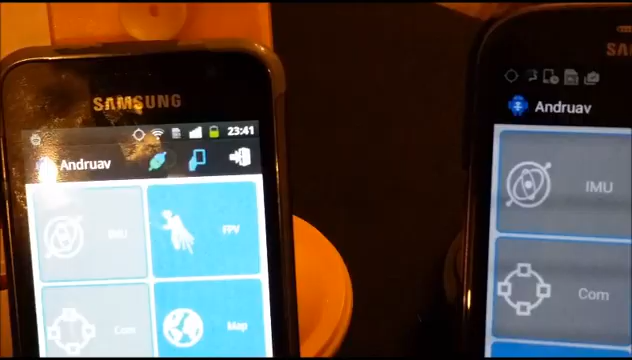 SAMSUNG
23:41
Andruav
IMU
FPV
Com
Map
Andruav
IMU
Com